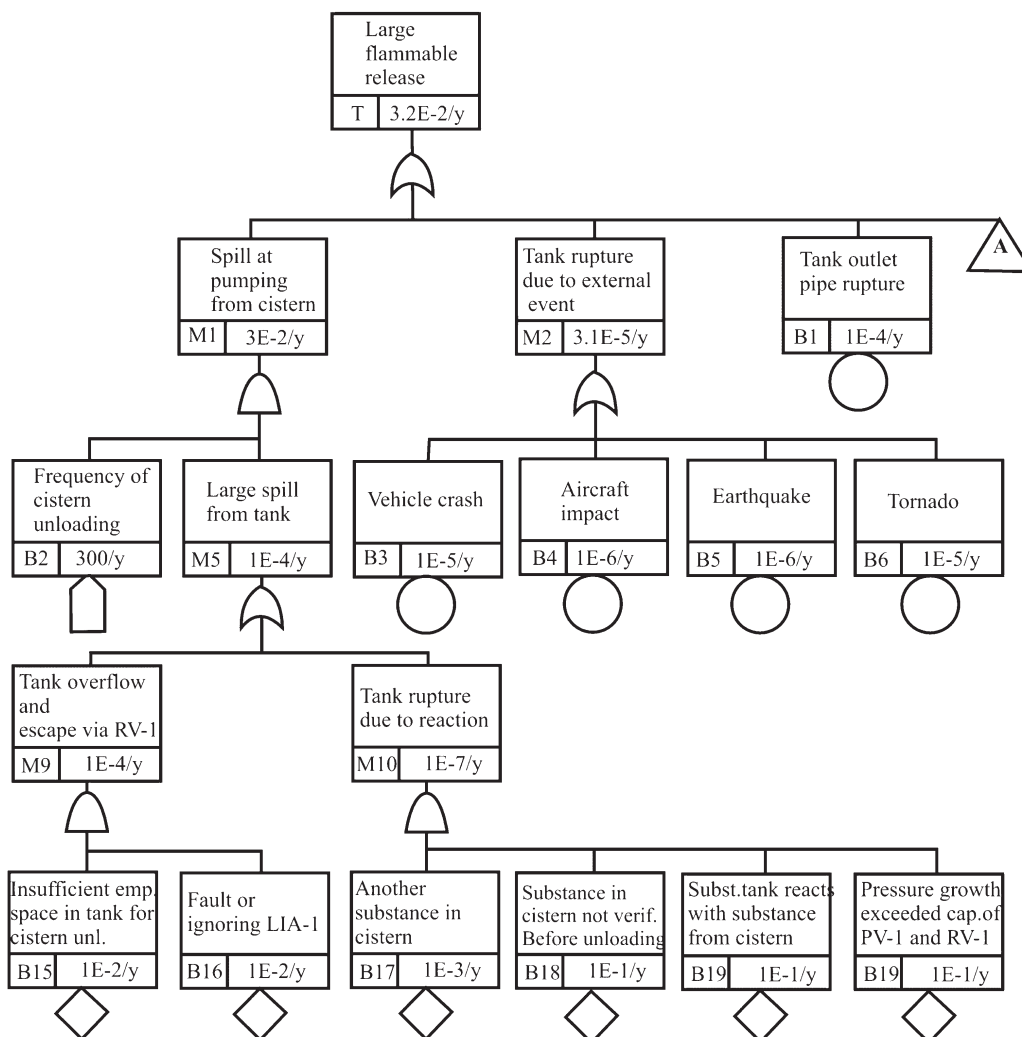 Large
flammable
release
T 3.2E-2/y
A
Spill at
pumping
from cistern
M1 3E-2/y
Tank rupture
due to external
event
M2 3.1E-5/y
Tank outlet
pipe rupture
B1 1E-4/y
Frequency of
cistern
unloading
B2 300/y
Large spill
from tank
M5 1E-4/y
Vehicle crash
B3 1E-5/y
Aircraft
impact
B4 1E-6/y
Earthquake
B5 1E-6/y
Tornado
B6 1E-5/y
Tank overflow
and
escape via RV-1
M9 1E-4/y
Tank rupture
due to reaction
M10 1E-7/y
Insufficient emp.
space in tank for
cistern unl.
B15 1E-2/y
Fault or
ignoring LIA-1
B16 1E-2/y
Another
substance in
cistern
B17 1E-3/y
Substance in
cistern not verif.
Before unloading
B18 1E-1/y
Subst.tank reacts
with substance
from cistern
B19 1E-1/y
Pressure growth
exceeded cap.of
PV-1 and RV-1
B19 1E-1/y